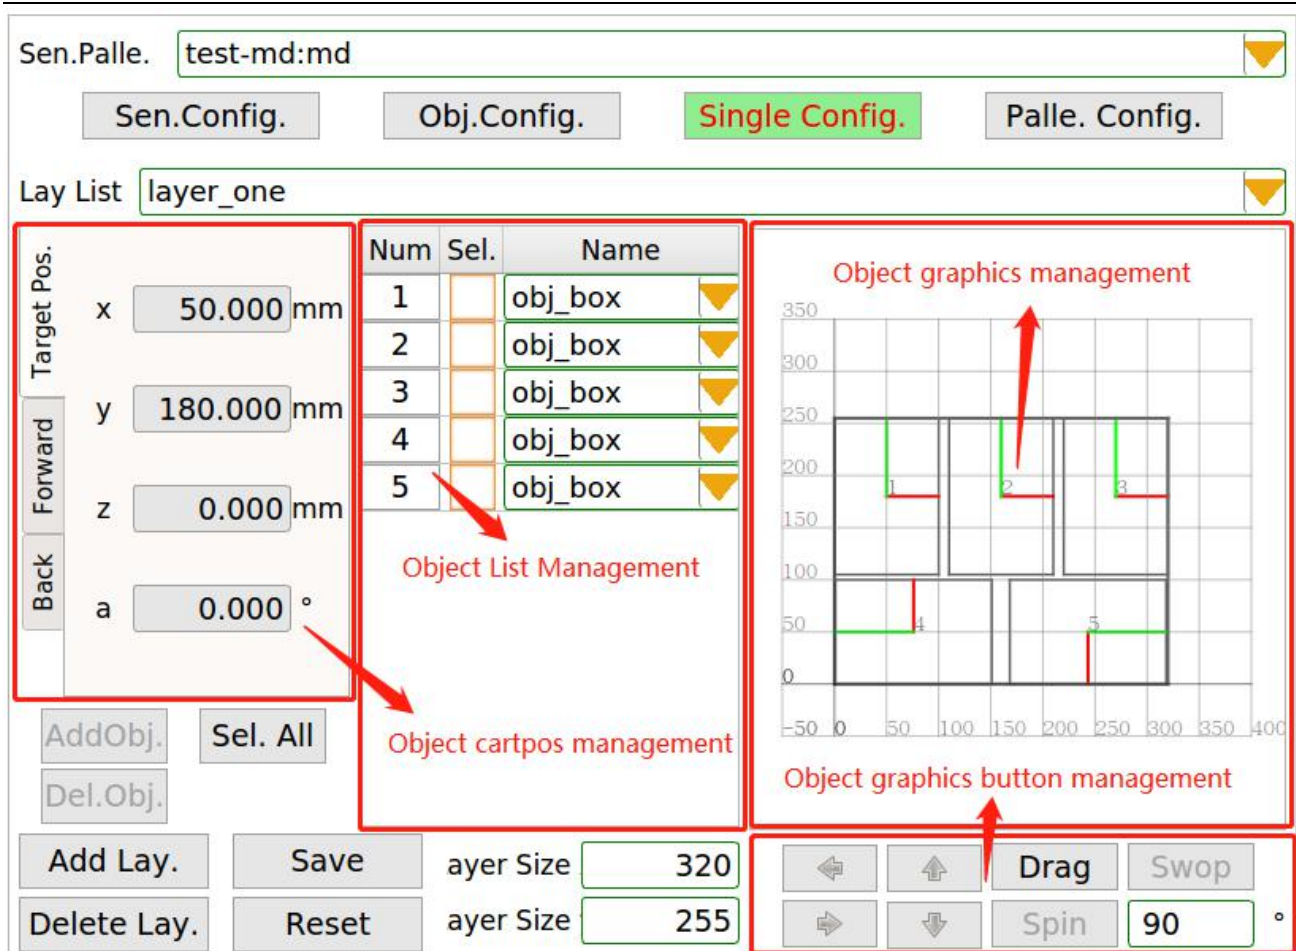 Sen.Palle. test-md:md
Sen.Config. Obj.Config. Single Config. Palle. Config.
Lay List layer_one
Target Pos.
Forward
Back
x 50.000 mm
y 180.000 mm
z 0.000 mm
a 0.000 °
Num Sel. Name
1 obj_box
2 obj_box
3 obj_box
4 obj_box
5 obj_box
Object List Management
Object cartpos management
Object graphics management
350
300
250
200
150
100
50
0
1 2 3
4 5
-50 0 50 100 150 200 250 300 350 400
Object graphics button management
AddObj. Sel. All
Del.Obj.
Add Lay. Save ayer Size 320
Delete Lay. Reset ayer Size 255
Drag Swop
Spin 90 °